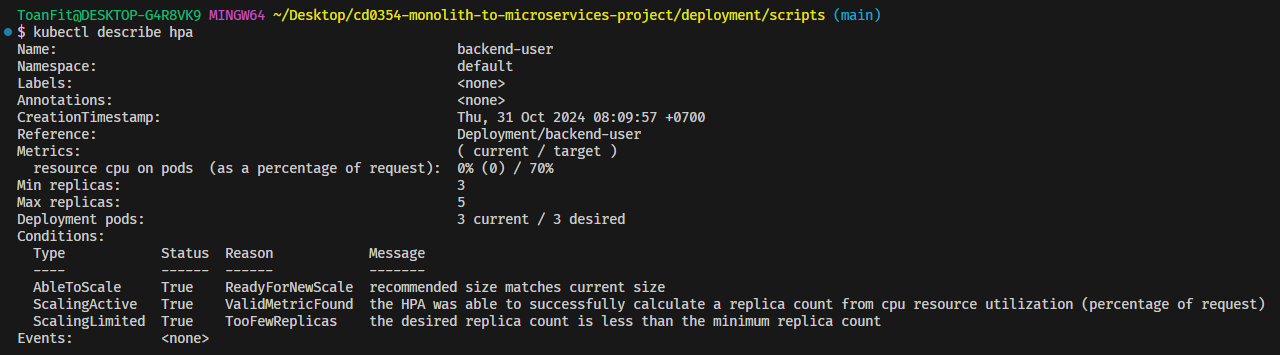 ToanFit@DESKTOP-G4R8VK9 MINGW64 ~/Desktop/cd0354-monolith-to-microservices-project/deployment/scripts (main)
$ kubectl describe hpa
Name:                                                  backend-user
Namespace:                                             default
Labels:                                                <none>
Annotations:                                           <none>
CreationTimestamp:                                     Thu, 31 Oct 2024 08:09:57 +0700
Reference:                                             Deployment/backend-user
Metrics:                                               ( current / target )
  resource cpu on pods  (as a percentage of request):  0% (0) / 70%
Min replicas:                                          3
Max replicas:                                          5
Deployment pods:                                       3 current / 3 desired
Conditions:
  Type            Status  Reason            Message
  ----            ------  ------            -------
  AbleToScale     True    ReadyForNewScale  recommended size matches current size
  ScalingActive   True    ValidMetricFound  the HPA was able to successfully calculate a replica count from cpu resource utilization (percentage of request)
  ScalingLimited  True    TooFewReplicas    the desired replica count is less than the minimum replica count
Events:           <none>